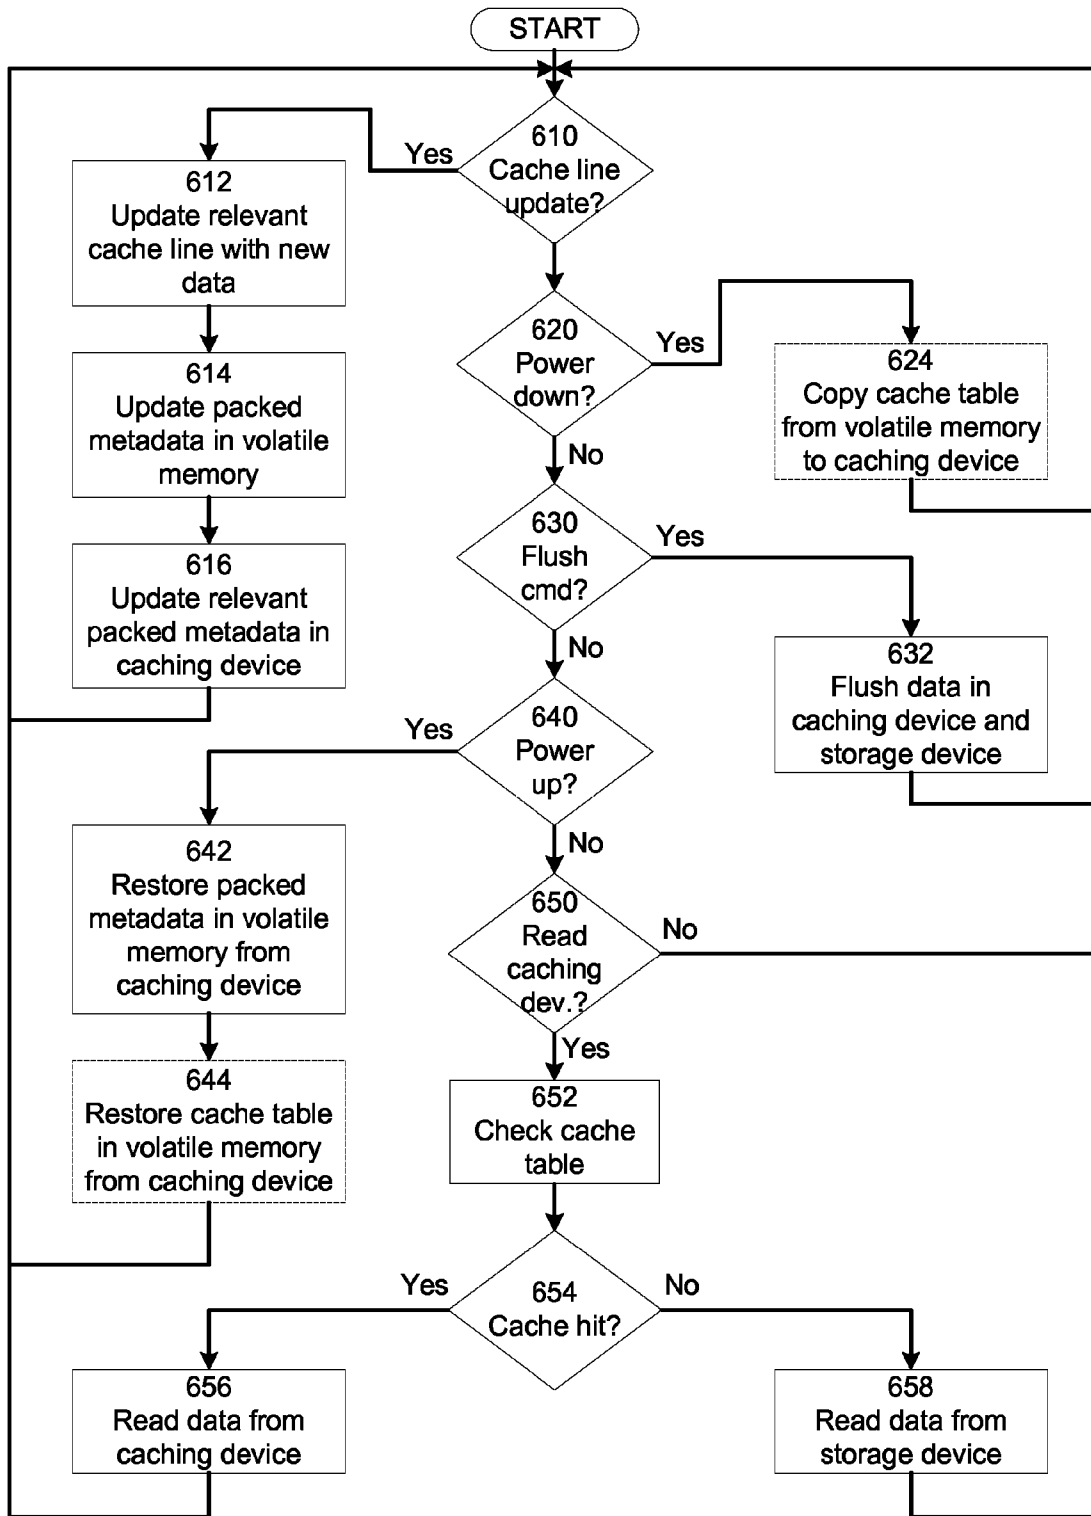 START
610
Cache line
update?
Yes
612
Update relevant
cache line with new
data
614
Update packed
metadata in volatile
memory
616
Update relevant
packed metadata in
caching device
620
Power
down?
Yes
No
624
Copy cache table
from volatile memory
to caching device
630
Flush
cmd?
Yes
No
632
Flush data in
caching device and
storage device
640
Power
up?
Yes
No
642
Restore packed
metadata in volatile
memory from
caching device
644
Restore cache table
in volatile memory
from caching device
650
Read
caching
dev.?
No
Yes
652
Check cache
table
654
Cache hit?
Yes
No
656
Read data from
caching device
658
Read data from
storage device